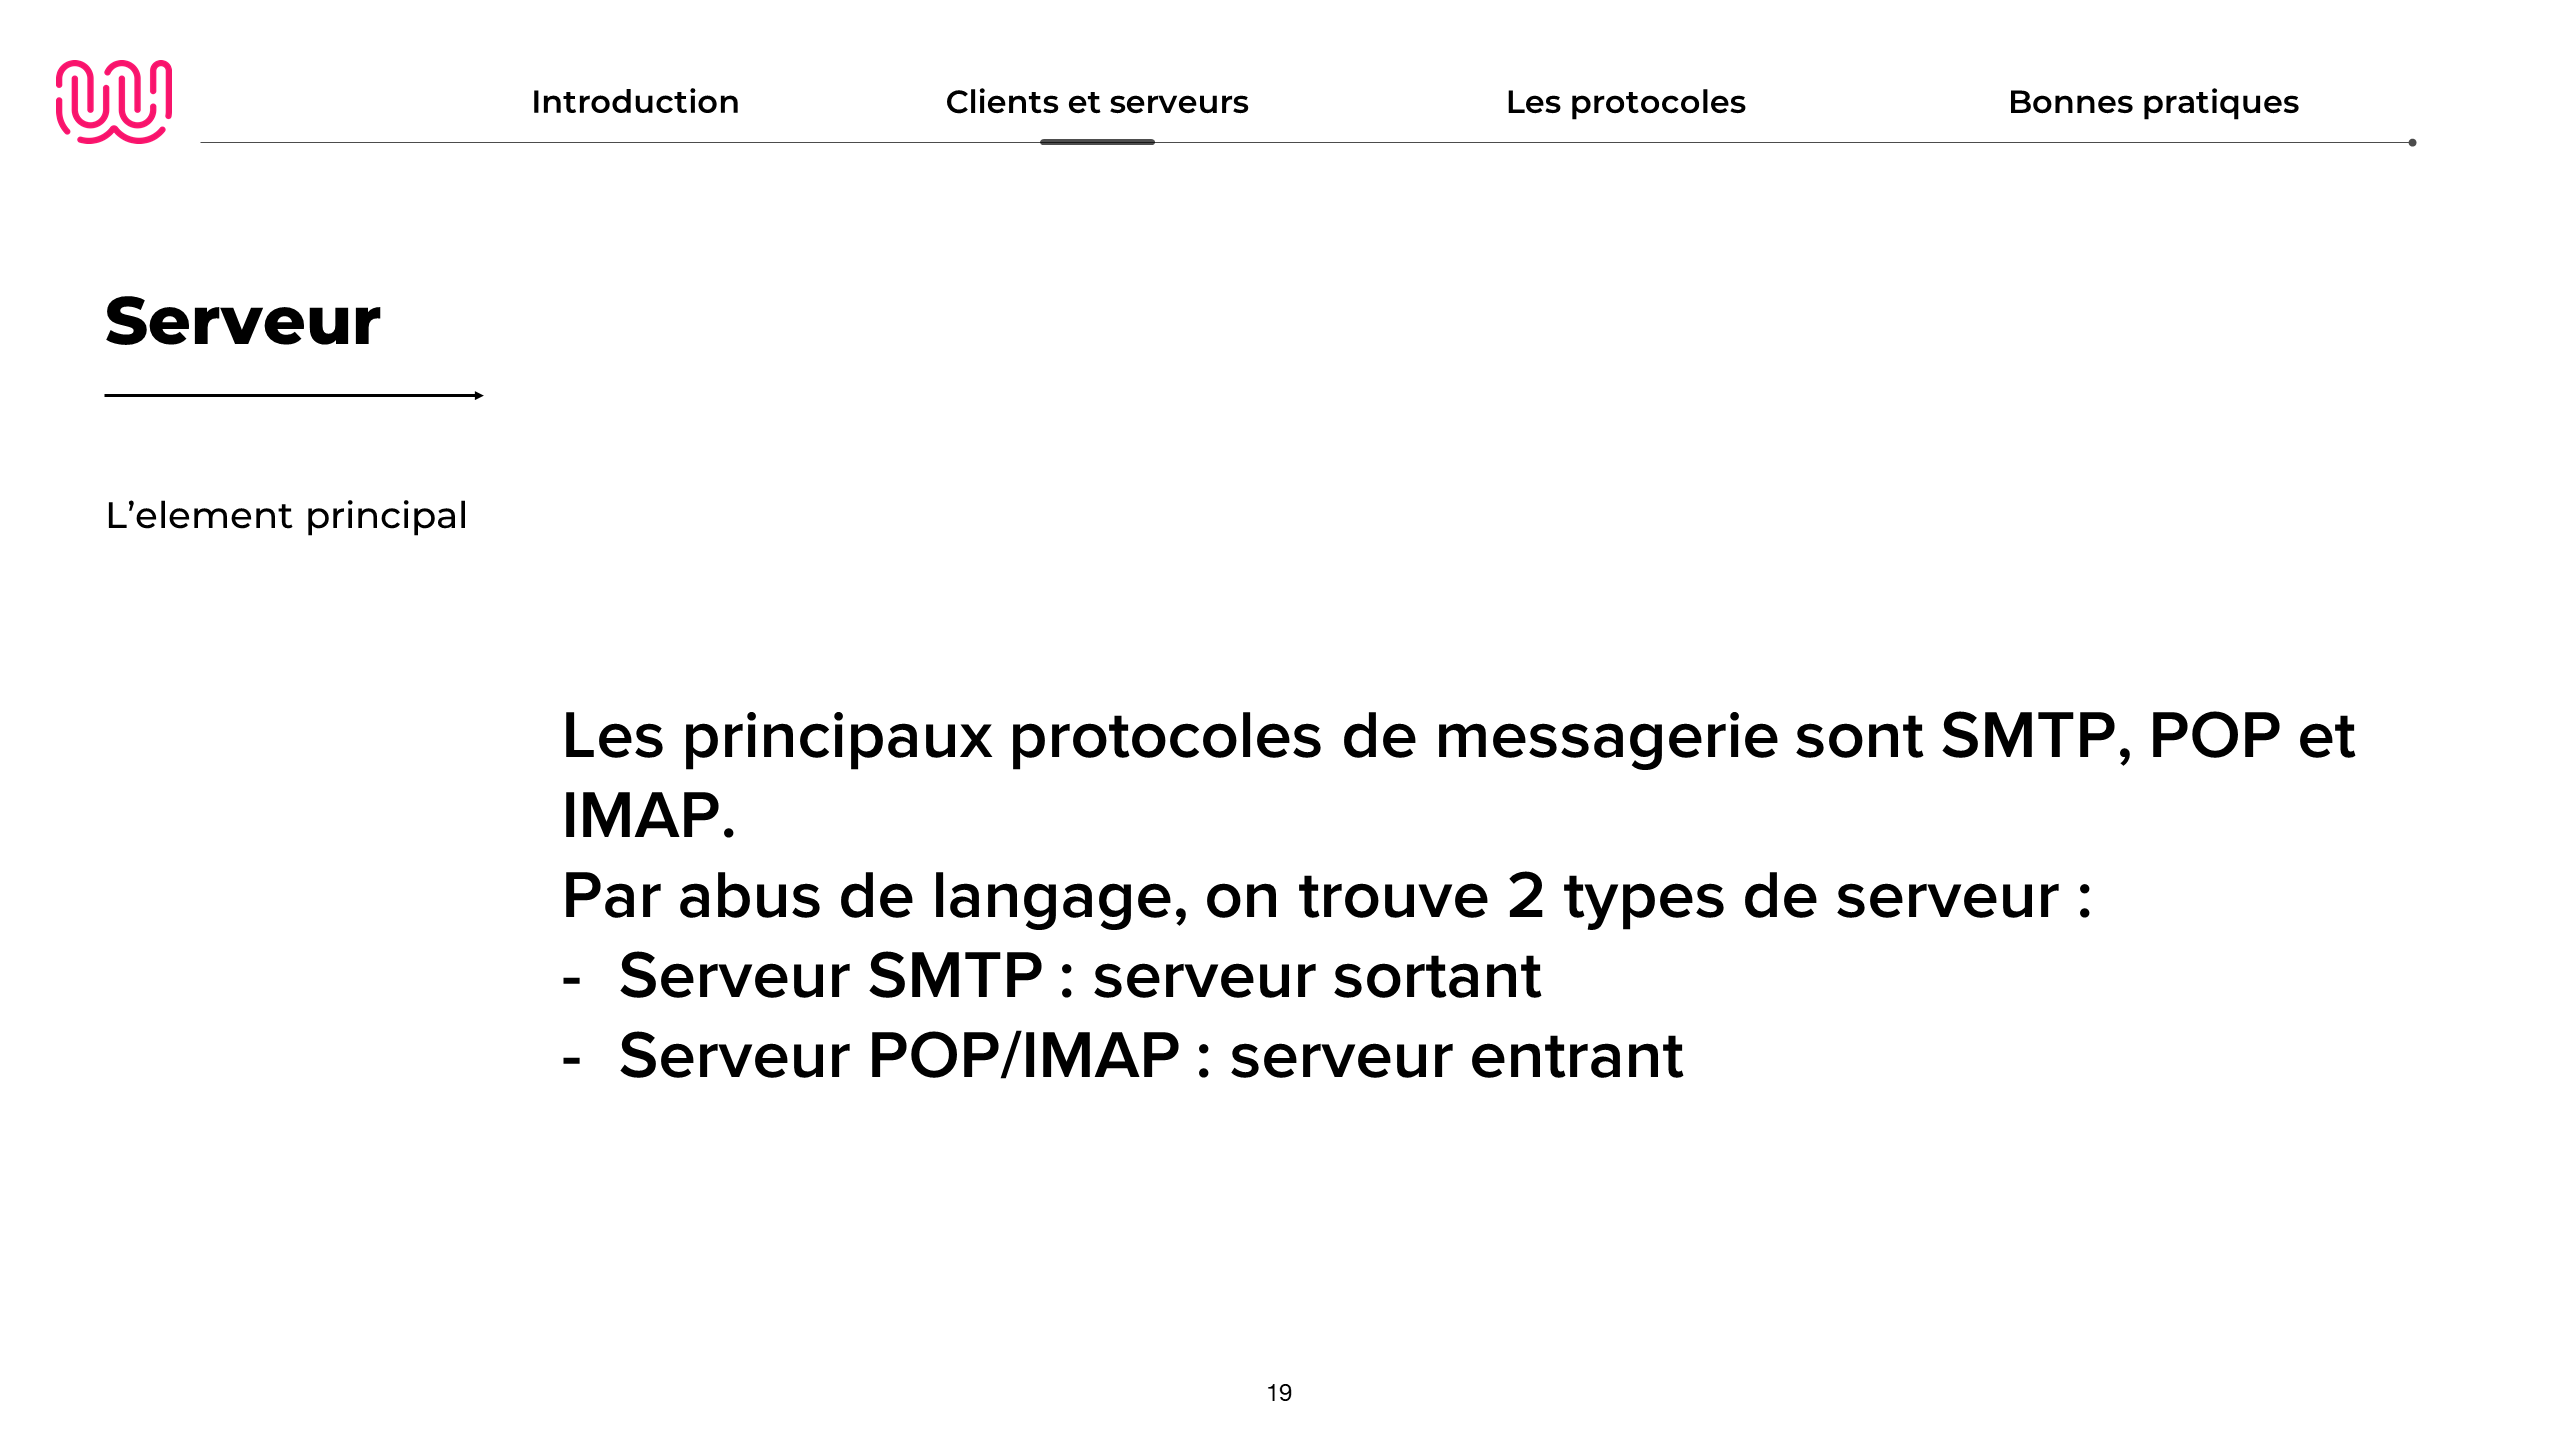 Introduction
Clients et serveurs
Les protocoles
Bonnes pratiques
Serveur
L’element principal
Les principaux protocoles de messagerie sont SMTP, POP et
IMAP.
Par abus de langage, on trouve 2 types de serveur :
- Serveur SMTP : serveur sortant
- Serveur POP/IMAP : serveur entrant
19